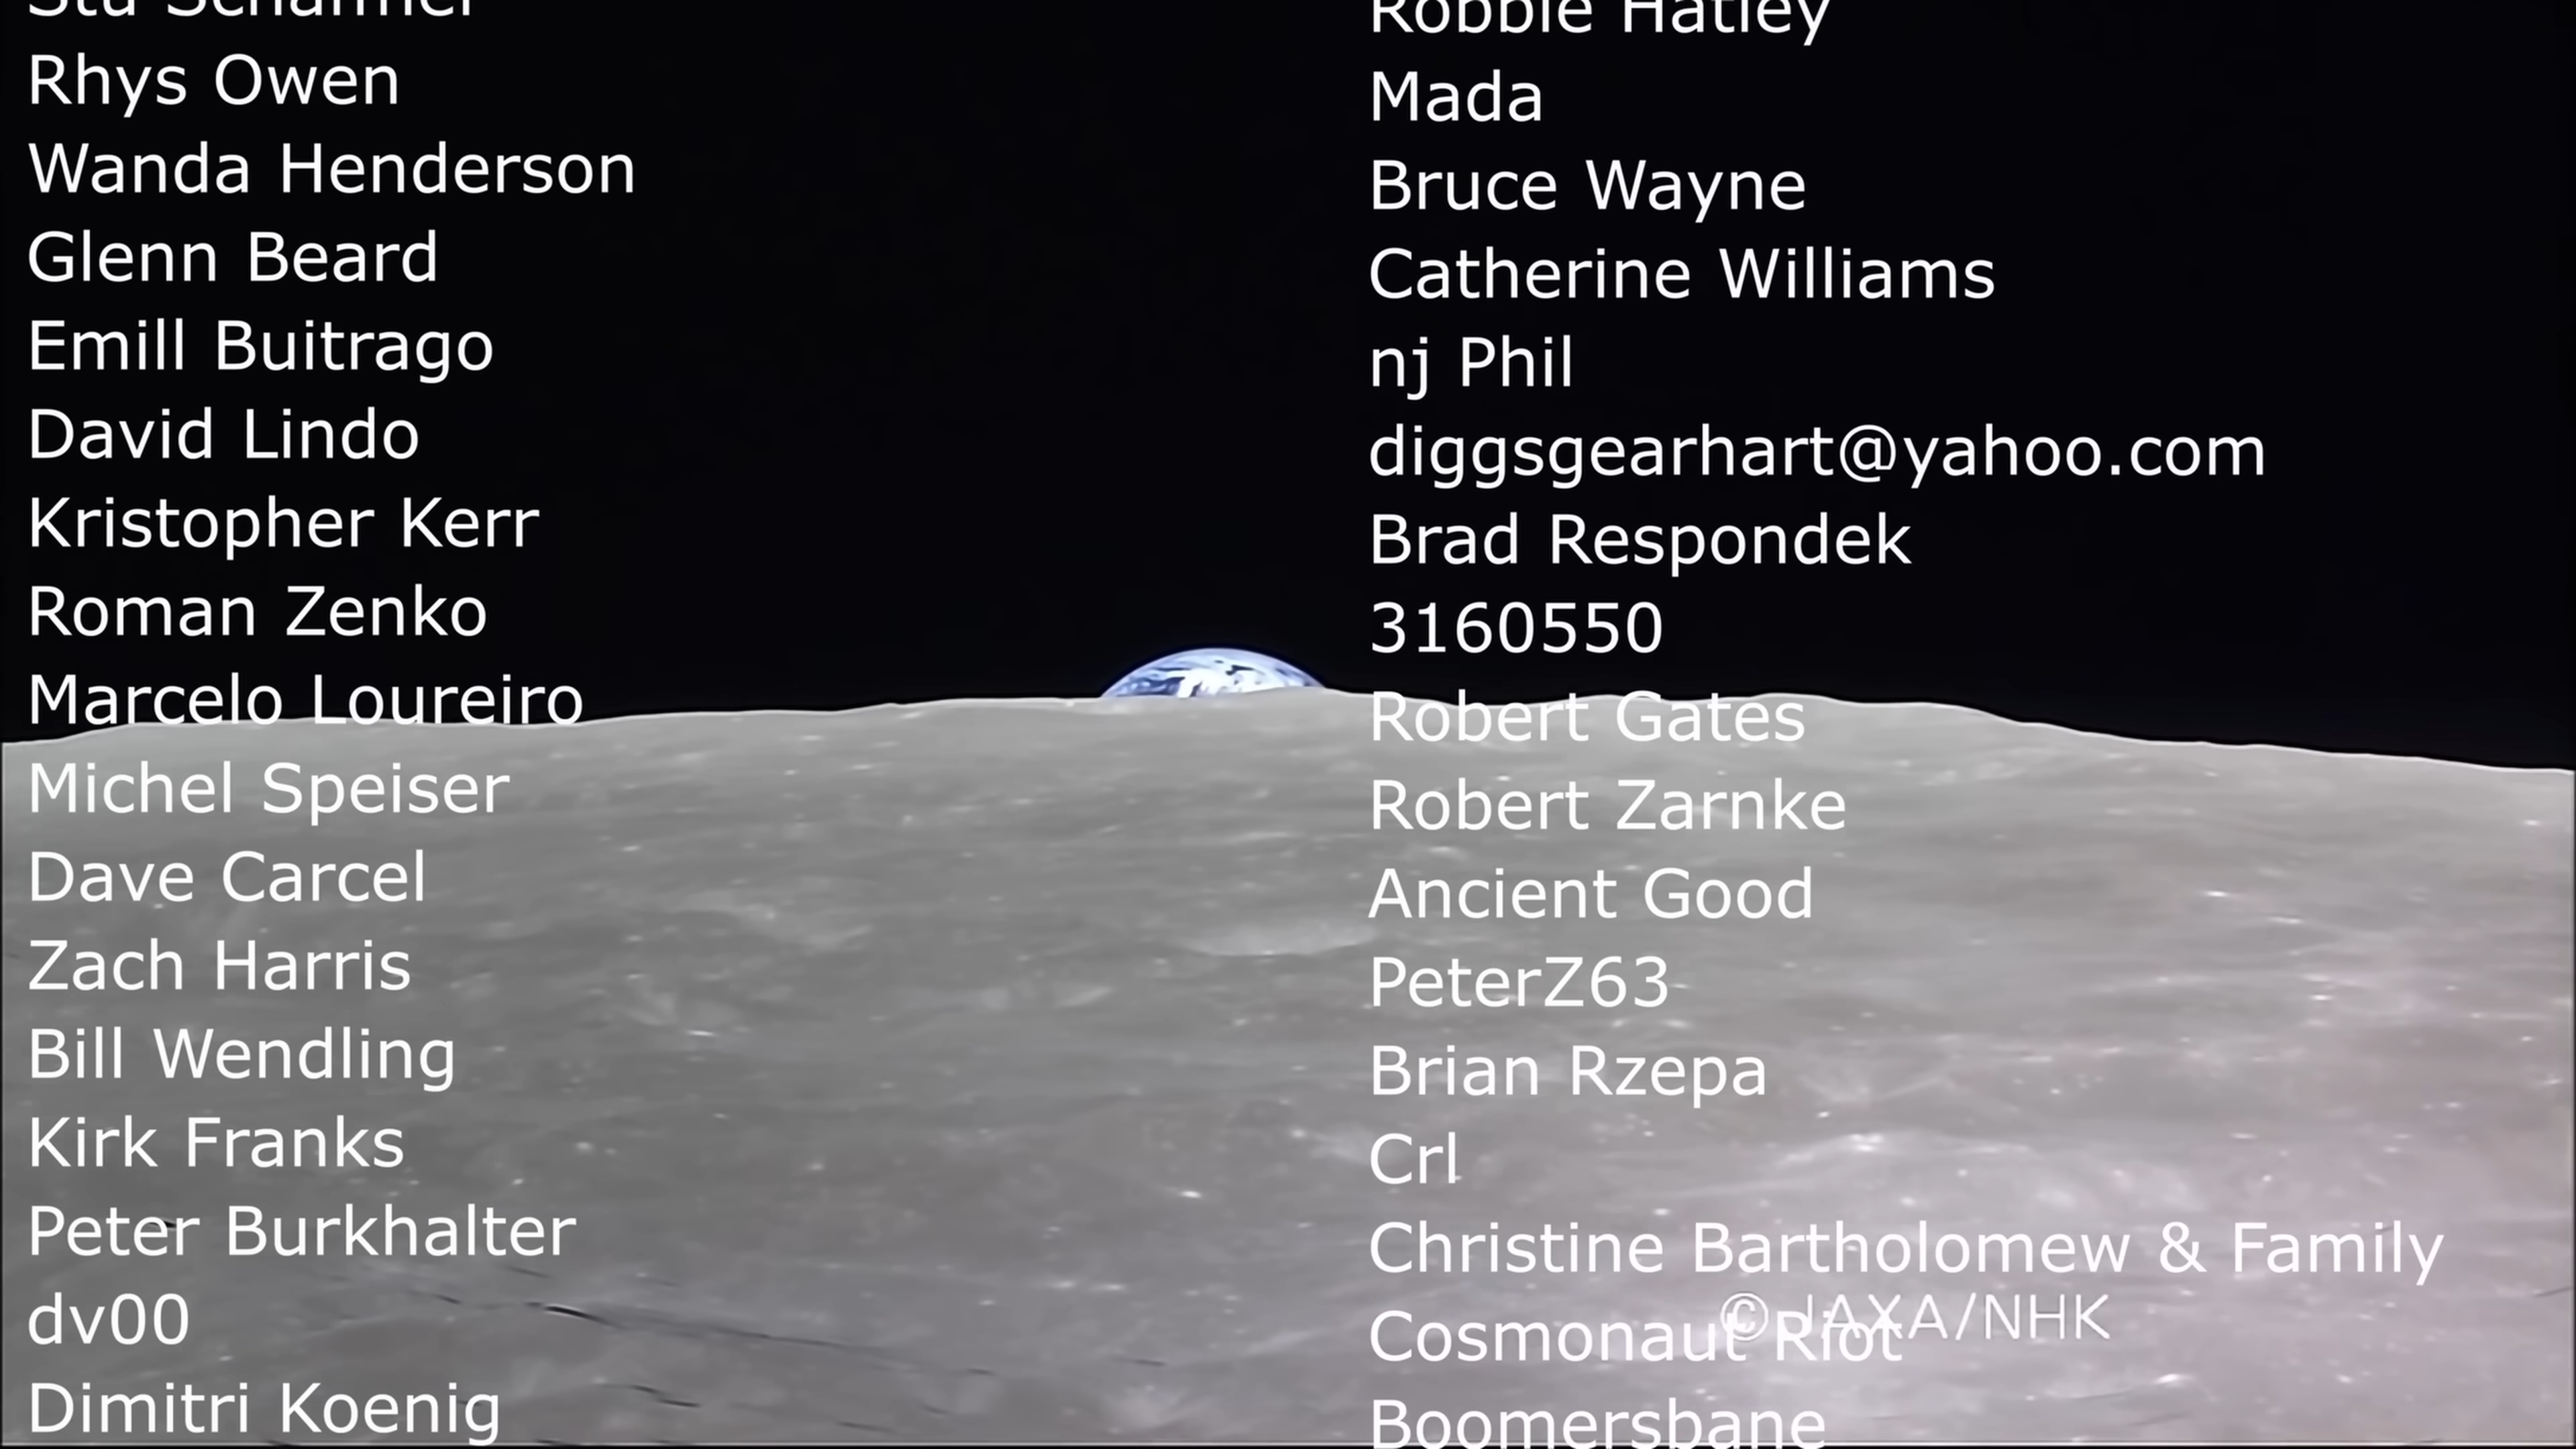 Rhys Owen
Wanda Henderson
Glenn Beard
Emill Buitrago
David Lindo
Kristopher Kerr
Roman Zenko
Marcelo Loureiro
Michel Speiser
Dave Carcel
Zach Harris
Bill Wendling
Kirk Franks
Peter Burkhalter
dv00
Dimitri Koenig
Robbie Hatley
Mada
Bruce Wayne
Catherine Williams
nj Phil
diggsgearhart@yahoo.com
Brad Respondek
3160550
Robert Gates
Robert Zarnke
Ancient Good
PeterZ63
Brian Rzepa
Crl
Christine Bartholomew & Family
Cosmonaut Riot
©JAXA/NHK
Boomersbane